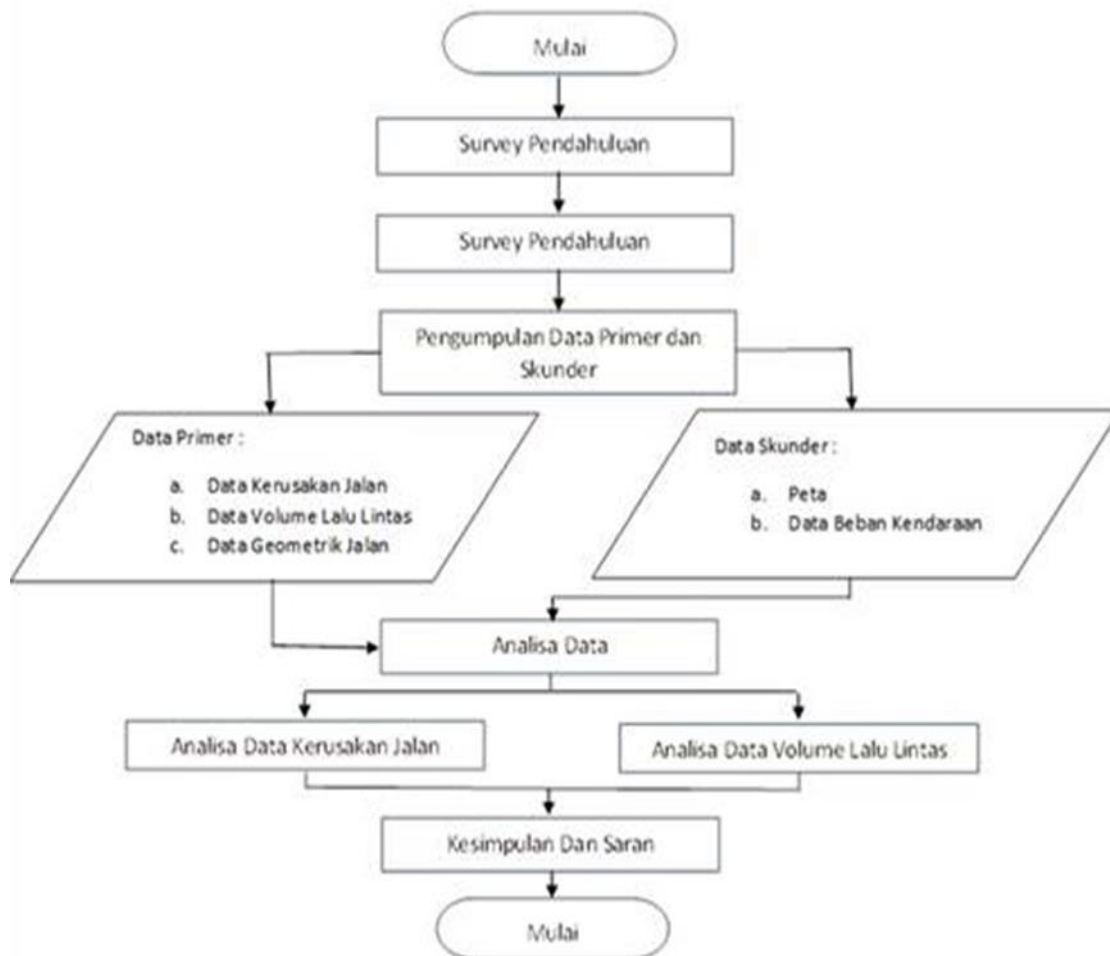 Mulai
Survey Pendahuluan
Survey Pendahuluan
Pengumpulan Data Primer dan
Skunder
Data Primer :
a. Data Kerusakan Jalan
b. Data Volume Lalu Lintas
c. Data Geometrik Jalan
Data Skunder :
a. Peta
b. Data Beban Kendaraan
Analisa Data
Analisa Data Kerusakan Jalan
Analisa Data Volume Lalu Lintas
Kesimpulan Dan Saran
Mulai